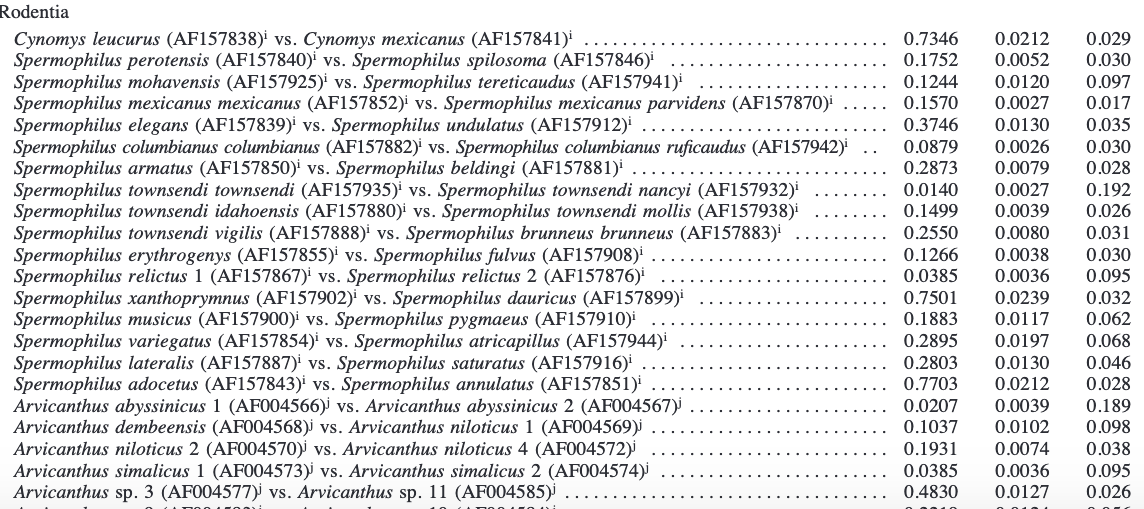 Rodentia
Cynomys leucurus (AF157838)i vs. Cynomys mexicanus (AF157841)i ............................... 0.7346 0.0212 0.029
Spermophilus perotensis (AF157840)i vs. Spermophilus spilosoma (AF157846)i ...................... 0.1752 0.0052 0.030
Spermophilus mohavensis (AF157925)i vs. Spermophilus tereticaudus (AF157941)i ..................... 0.1244 0.0120 0.097
Spermophilus mexicanus mexicanus (AF157852)i vs. Spermophilus mexicanus parvidens (AF157870)i ..... 0.1570 0.0027 0.017
Spermophilus elegans (AF157839)i vs. Spermophilus undulatus (AF157912)i ......................... 0.3746 0.0130 0.035
Spermophilus columbianus columbianus (AF157882)i vs. Spermophilus columbianus ruficaudus (AF157942)i .. 0.0879 0.0026 0.030
Spermophilus armatus (AF157850)i vs. Spermophilus beldingi (AF157881)i .......................... 0.2873 0.0079 0.028
Spermophilus townsendi townsendi (AF157935)i vs. Spermophilus townsendi nancyi (AF157932)i ........ 0.0140 0.0027 0.192
Spermophilus townsendi idahoensis (AF157880)i vs. Spermophilus townsendi mollis (AF157938)i ........ 0.1499 0.0039 0.026
Spermophilus townsendi vigilis (AF157888)i vs. Spermophilus brunneus brunneus (AF157883)i .......... 0.2550 0.0080 0.031
Spermophilus erythrogenys (AF157855)i vs. Spermophilus fulvus (AF157908)i ........................ 0.1266 0.0038 0.030
Spermophilus relictus 1 (AF157867)i vs. Spermophilus relictus 2 (AF157876)i ........................ 0.0385 0.0036 0.095
Spermophilus xanthoprymnus (AF157902)i vs. Spermophilus dauricus (AF157899)i ................... 0.7501 0.0239 0.032
Spermophilus musicus (AF157900)i vs. Spermophilus pygmaeus (AF157910)i ........................ 0.1883 0.0117 0.062
Spermophilus variegatus (AF157854)i vs. Spermophilus atricapillus (AF157944)i ..................... 0.2895 0.0197 0.068
Spermophilus lateralis (AF157887)i vs. Spermophilus saturatus (AF157916)i ......................... 0.2803 0.0130 0.046
Spermophilus adocetus (AF157843)i vs. Spermophilus annulatus (AF157851)i ........................ 0.7703 0.0212 0.028
Arvicanthus abyssinicus 1 (AF004566)j vs. Arvicanthus abyssinicus 2 (AF004567)j .................... 0.0207 0.0039 0.189
Arvicanthus dembeensis (AF004568)j vs. Arvicanthus niloticus 1 (AF004569)j ........................ 0.1037 0.0102 0.098
Arvicanthus niloticus 2 (AF004570)j vs. Arvicanthus niloticus 4 (AF004572)j ......................... 0.1931 0.0074 0.038
Arvicanthus simalicus 1 (AF004573)j vs. Arvicanthus simalicus 2 (AF004574)j ........................ 0.0385 0.0036 0.095
Arvicanthus sp. 3 (AF004577)j vs. Arvicanthus sp. 11 (AF004585)j ................................. 0.4830 0.0127 0.026